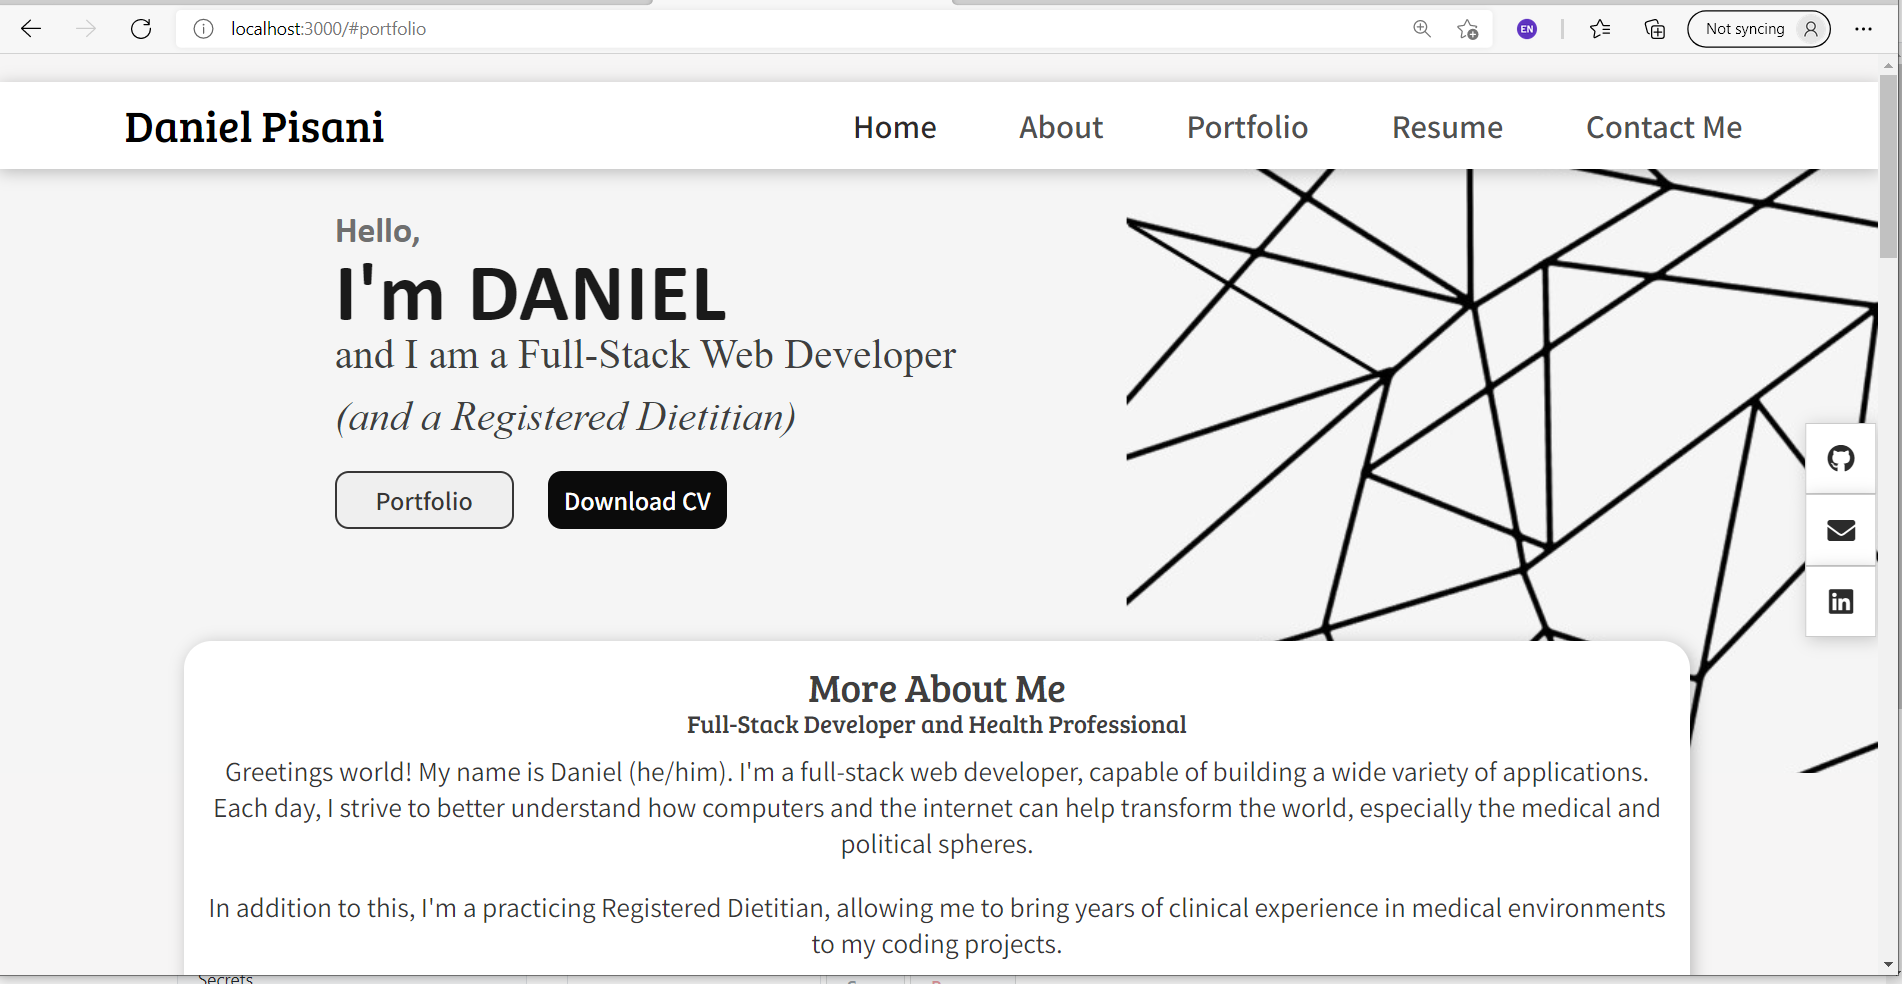 localhost:3000/#portfolio
EN
Not syncing
Daniel Pisani
Home
About
Portfolio
Resume
Contact Me
Hello,
I'm DANIEL
and I am a Full-Stack Web Developer
(and a Registered Dietitian)
Portfolio
Download CV
in
More About Me
Full-Stack Developer and Health Professional
Greetings world! My name is Daniel (he/him). I'm a full-stack web developer, capable of building a wide variety of applications.
Each day, I strive to better understand how computers and the internet can help transform the world, especially the medical and
political spheres.
In addition to this, I'm a practicing Registered Dietitian, allowing me to bring years of clinical experience in medical environments
to my coding projects.
Secrets